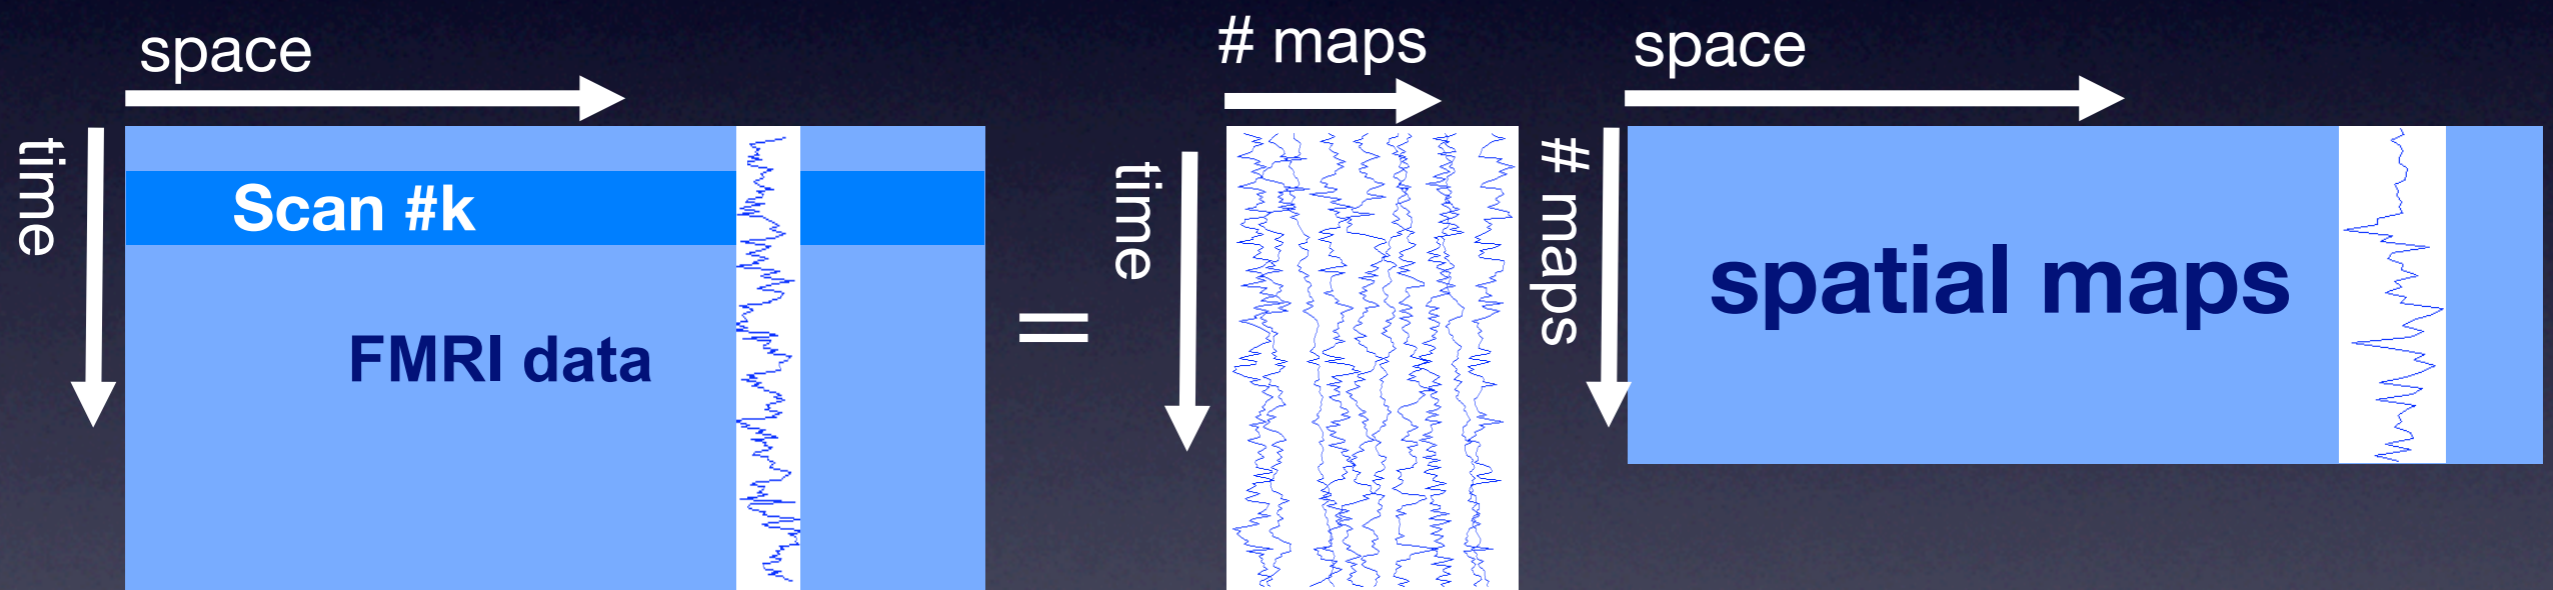 space
time
Scan #k
FMRI data
=
# maps
time
space
# maps
spatial maps